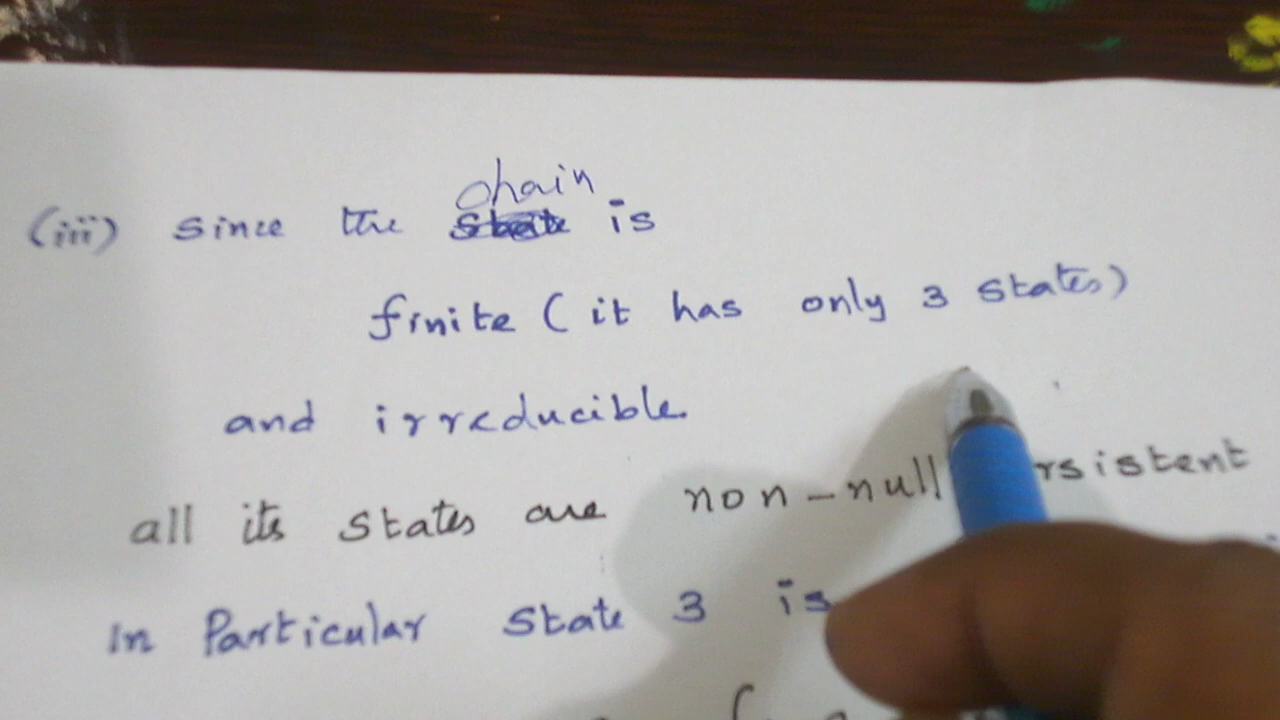 (iii) Since the chain is
finite (it has only 3 states)
and irreducible.
all its states are non-null rsistent
In Particular State 3 is